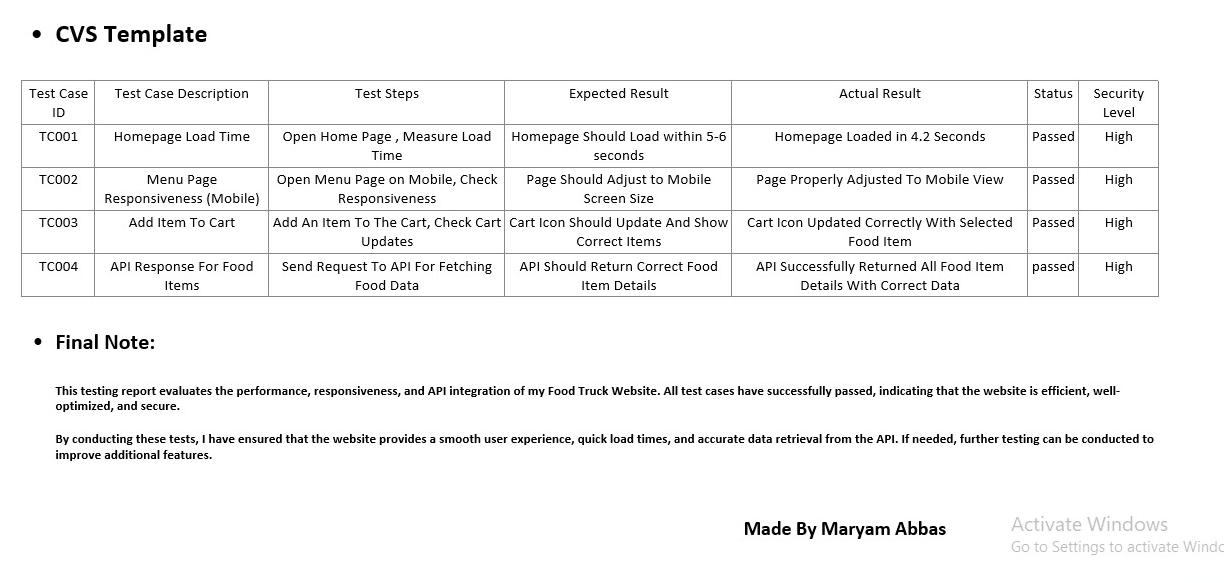 • CVS Template
Test Case Test Case Description Test Steps Expected Result Actual Result Status Security
ID Level
TC001 Homepage Load Time Open Home Page , Measure Load Homepage Should Load within 5-6 Homepage Loaded in 4.2 Seconds Passed High
Time seconds
TC002 Menu Page Open Menu Page on Mobile, Check Page Should Adjust to Mobile Page Properly Adjusted To Mobile View Passed High
Responsiveness (Mobile) Responsiveness Screen Size
TC003 Add Item To Cart Add An Item To The Cart, Check Cart Cart Icon Should Update And Show Cart Icon Updated Correctly With Selected Passed High
Updates Correct Items Food Item
TC004 API Response For Food Send Request To API For Fetching API Should Return Correct Food API Successfully Returned All Food Item passed High
Items Food Data Item Details Details With Correct Data
• Final Note:
This testing report evaluates the performance, responsiveness, and API integration of my Food Truck Website. All test cases have successfully passed, indicating that the website is efficient, well-
optimized, and secure.
By conducting these tests, I have ensured that the website provides a smooth user experience, quick load times, and accurate data retrieval from the API. If needed, further testing can be conducted to
improve additional features.
Made By Maryam Abbas
Activate Windows
Go to Settings to activate Windo